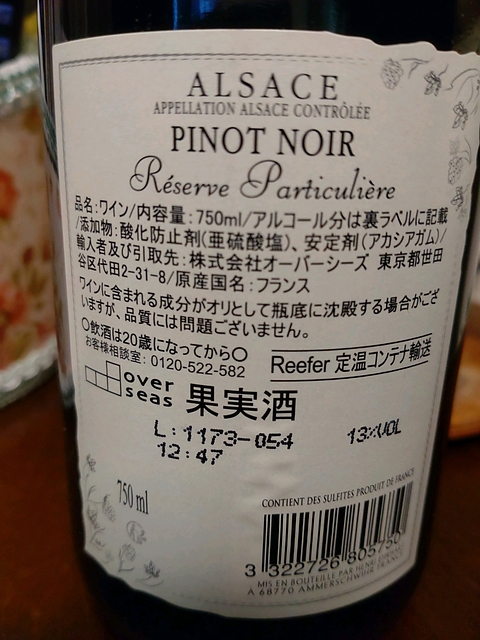 ALSACE
APPELLATION ALSACE CONTRÔLÉE
PINOT NOIR
Réserve Particulière
品名:ワイン/内容量:750ml/アルコール分は裏ラベルに記載
/添加物:酸化防止剤(亜硫酸塩)、安定剤(アカシアガム)/
輸入者及び引取先:株式会社オーバーシーズ 東京都世田
谷区代田2-31-8/原産国名:フランス
ワインに含まれる成分がオリとして瓶底に沈殿する場合がござ
いますが、品質には問題ございません。
○飲酒は20歳になってから○
お客様相談室:0120-522-582
Reefer 定温コンテナ輸送
over
seas
果実酒
L:1173-054
12:47
13%VOL
750 ml
CONTIENT DES SULFITES PRODUIT DE FRANCE
3 322726 805750
MIS EN BOUTEILLE PAR HENRI
A 68770 AMMERSCHWIHR FRANCE